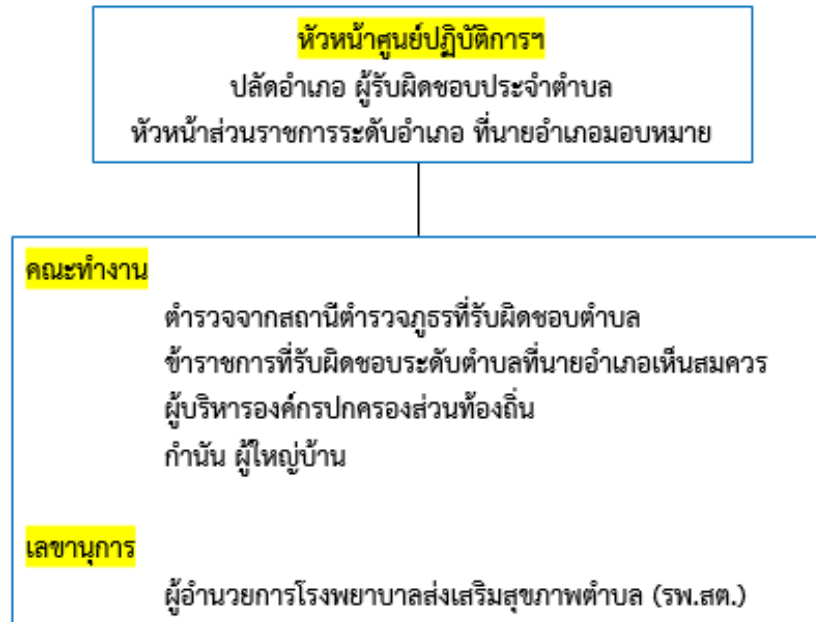 หัวหน้าศูนย์ปฏิบัติการฯ
ปลัดอำเภอ ผู้รับผิดชอบประจำตำบล
หัวหน้าส่วนราชการระดับอำเภอ ที่นายอำเภอมอบหมาย
คณะทำงาน
ตำรวจจากสถานีตำรวจภูธรที่รับผิดชอบตำบล
ข้าราชการที่รับผิดชอบระดับตำบลที่นายอำเภอเห็นสมควร
ผู้บริหารองค์กรปกครองส่วนท้องถิ่น
กำนัน ผู้ใหญ่บ้าน
เลขานุการ
ผู้อำนวยการโรงพยาบาลส่งเสริมสุขภาพตำบล (รพ.สต.)